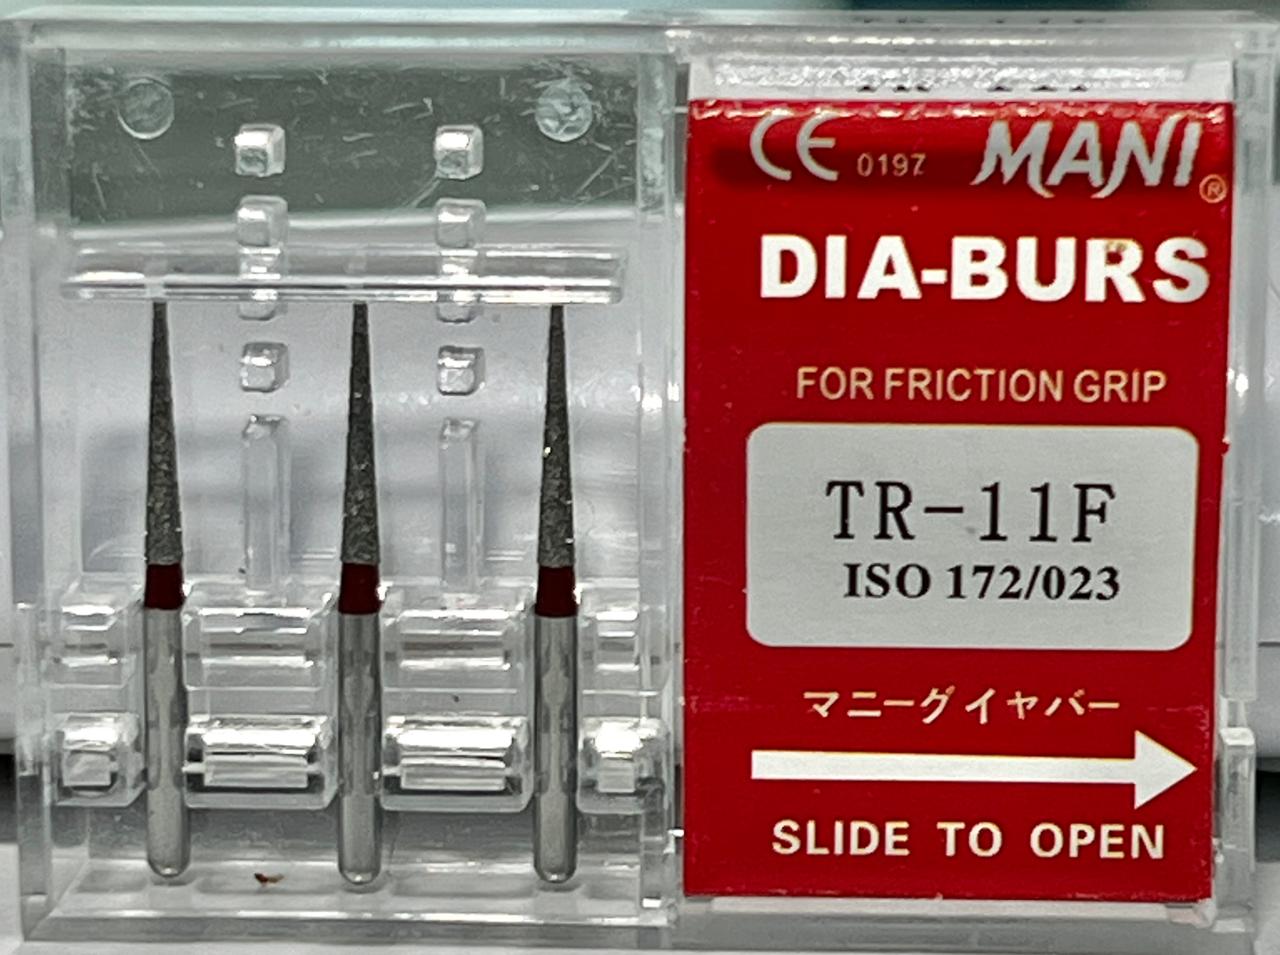 CE 0197 MANI®
DIA-BURS
FOR FRICTION GRIP
TR-11F
ISO 172/023
マニーグイヤバー
SLIDE TO OPEN